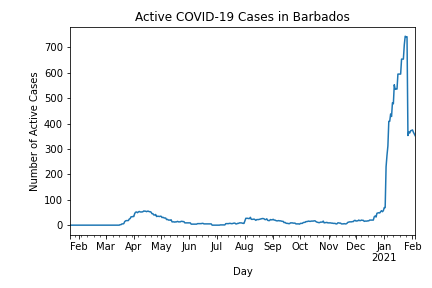 Active COVID-19 Cases in Barbados
Number of Active Cases
700
600
500
400
300
200
100
0
Feb Mar Apr May Jun Jul Aug Sep Oct Nov Dec Jan Feb
2021
Day